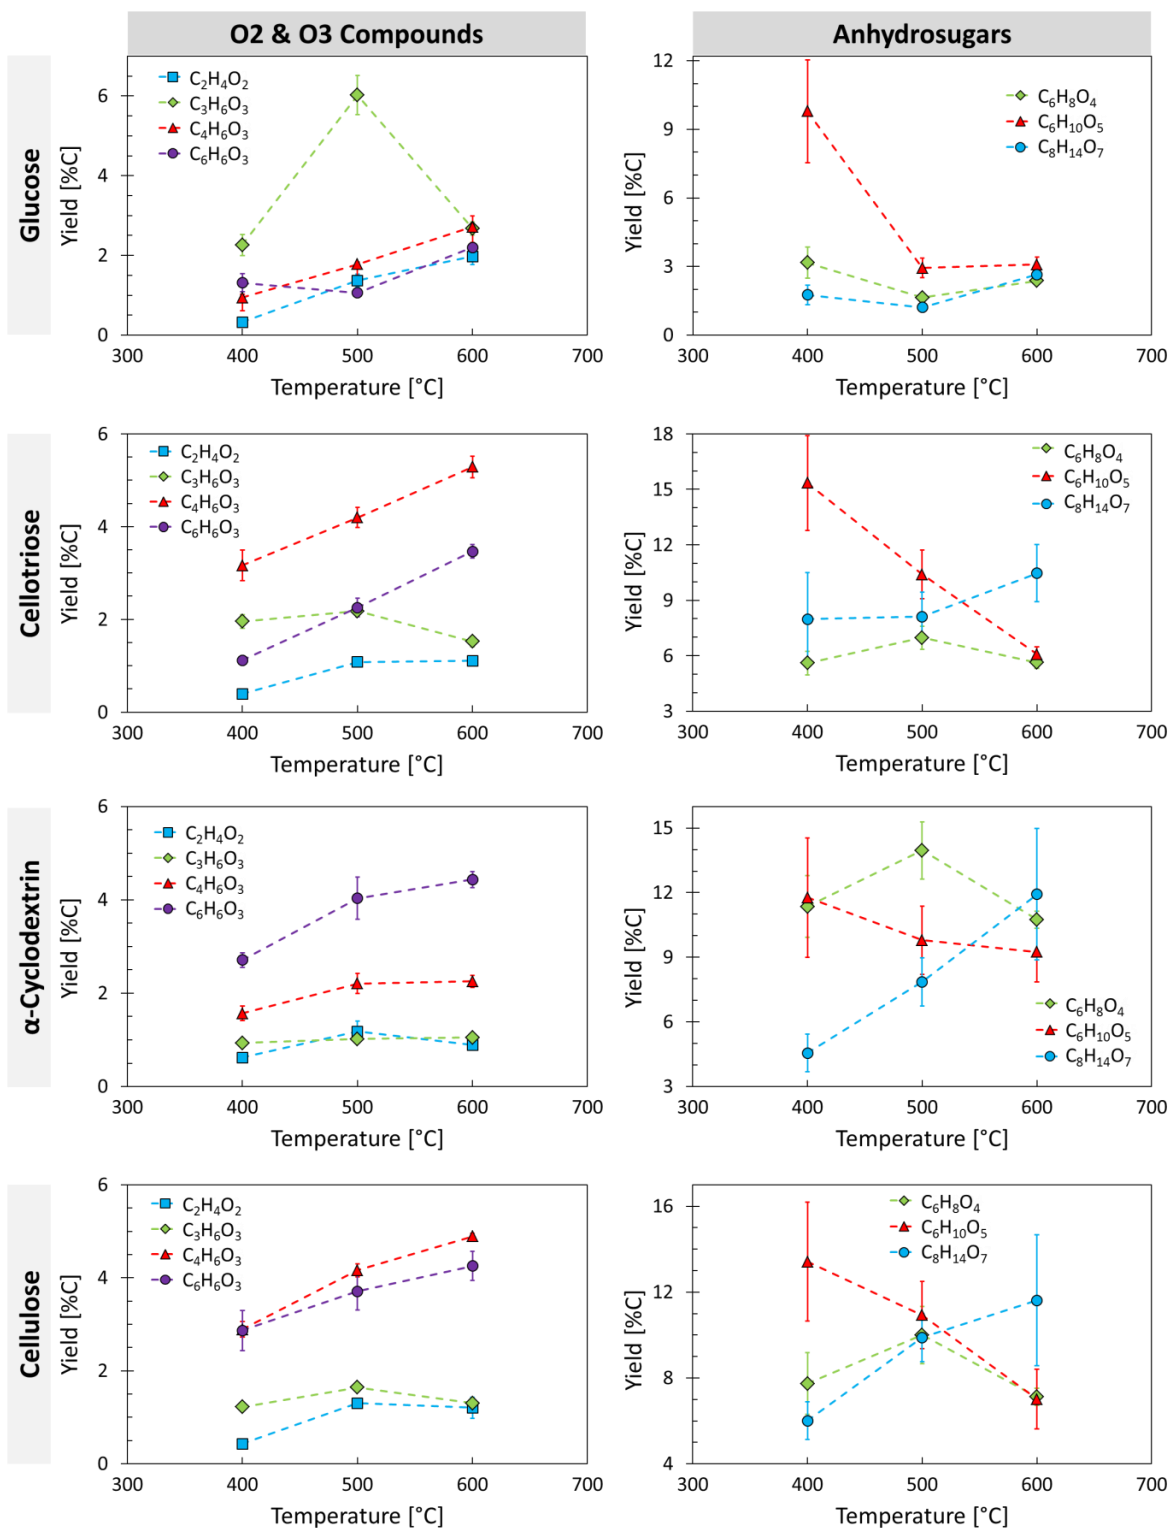 O2 & O3 Compounds
Anhydrosugars
Glucose
Yield [%C]
6
4
2
0
C₂H₄O₂
C₃H₆O₃
C₄H₆O₃
C₆H₆O₃
300 400 500 600 700
Temperature [°C]
Yield [%C]
12
9
6
3
0
C₆H₈O₄
C₆H₁₀O₅
C₈H₁₄O₇
300 400 500 600 700
Temperature [°C]
Cellotriose
Yield [%C]
6
4
2
0
C₂H₄O₂
C₃H₆O₃
C₄H₆O₃
C₆H₆O₃
300 400 500 600 700
Temperature [°C]
Yield [%C]
18
15
12
9
6
3
C₆H₈O₄
C₆H₁₀O₅
C₈H₁₄O₇
300 400 500 600 700
Temperature [°C]
α-Cyclodextrin
Yield [%C]
6
4
2
0
C₂H₄O₂
C₃H₆O₃
C₄H₆O₃
C₆H₆O₃
300 400 500 600 700
Temperature [°C]
Yield [%C]
15
12
9
6
3
C₆H₈O₄
C₆H₁₀O₅
C₈H₁₄O₇
300 400 500 600 700
Temperature [°C]
Cellulose
Yield [%C]
6
4
2
0
C₂H₄O₂
C₃H₆O₃
C₄H₆O₃
C₆H₆O₃
300 400 500 600 700
Temperature [°C]
Yield [%C]
16
12
8
4
C₆H₈O₄
C₆H₁₀O₅
C₈H₁₄O₇
300 400 500 600 700
Temperature [°C]